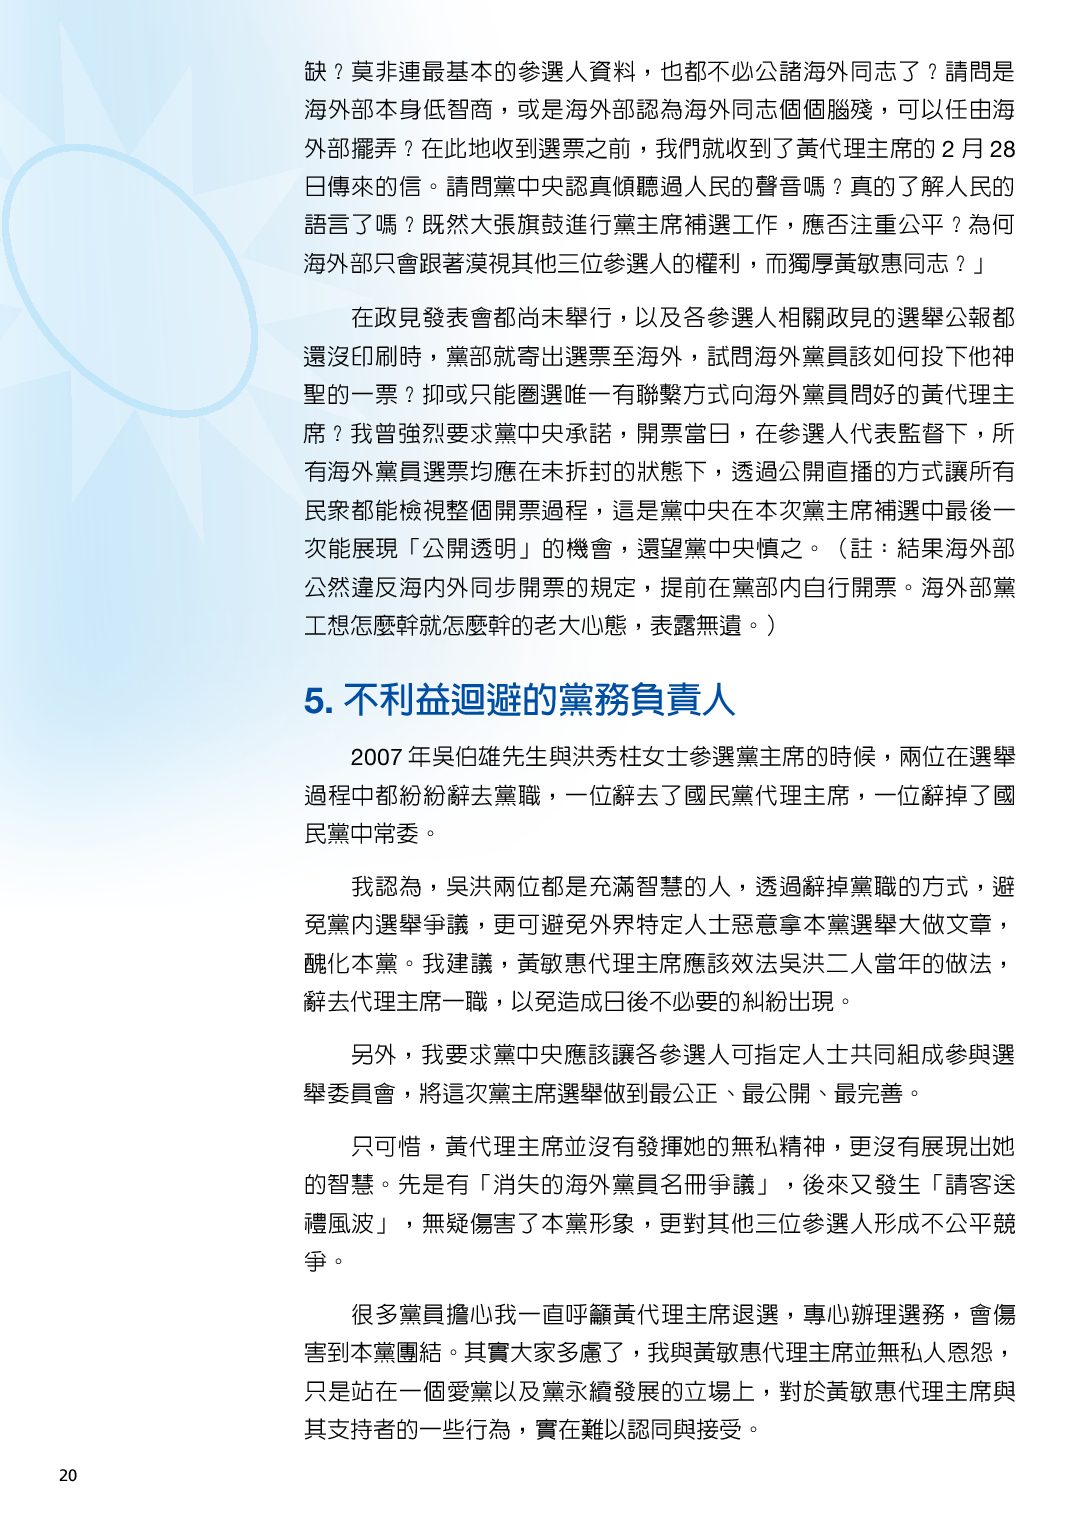 缺？莫非連最基本的參選人資料，也都不必公諸海外同志了？請問是
海外部本身低智商，或是海外部認為海外同志個個腦殘，可以任由海
外部擺弄？在此地收到選票之前，我們就收到了黃代理主席的 2 月 28
日傳來的信。請問黨中央認真傾聽過人民的聲音嗎？真的了解人民的
語言了嗎？既然大張旗鼓進行黨主席補選工作，應否注重公平？為何
海外部只會跟著漠視其他三位參選人的權利，而獨厚黃敏惠同志？」
在政見發表會都尚未舉行，以及各參選人相關政見的選舉公報都
還沒印刷時，黨部就寄出選票至海外，試問海外黨員該如何投下他神
聖的一票？抑或只能圈選唯一有聯繫方式向海外黨員問好的黃代理主
席？我曾強烈要求黨中央承諾，開票當日，在參選人代表監督下，所
有海外黨員選票均應在未拆封的狀態下，透過公開直播的方式讓所有
民眾都能檢視整個開票過程，這是黨中央在本次黨主席補選中最後一
次能展現「公開透明」的機會，還望黨中央慎之。（註：結果海外部
公然違反海內外同步開票的規定，提前在黨部內自行開票。海外部黨
工想怎麼幹就怎麼幹的老大心態，表露無遺。）
5. 不利益迴避的黨務負責人
2007 年吳伯雄先生與洪秀柱女士參選黨主席的時候，兩位在選舉
過程中都紛紛辭去黨職，一位辭去了國民黨代理主席，一位辭掉了國
民黨中常委。
我認為，吳洪兩位都是充滿智慧的人，透過辭掉黨職的方式，避
免黨內選舉爭議，更可避免外界特定人士惡意拿本黨選舉大做文章，
醜化本黨。我建議，黃敏惠代理主席應該效法吳洪二人當年的做法，
辭去代理主席一職，以免造成日後不必要的糾紛出現。
另外，我要求黨中央應該讓各參選人可指定人士共同組成參與選
舉委員會，將這次黨主席選舉做到最公正、最公開、最完善。
只可惜，黃代理主席並沒有發揮她的無私精神，更沒有展現出她
的智慧。先是有「消失的海外黨員名冊爭議」，後來又發生「請客送
禮風波」，無疑傷害了本黨形象，更對其他三位參選人形成不公平競
爭。
很多黨員擔心我一直呼籲黃代理主席退選，專心辦理選務，會傷
害到本黨團結。其實大家多慮了，我與黃敏惠代理主席並無私人恩怨，
只是站在一個愛黨以及黨永續發展的立場上，對於黃敏惠代理主席與
其支持者的一些行為，實在難以認同與接受。
20